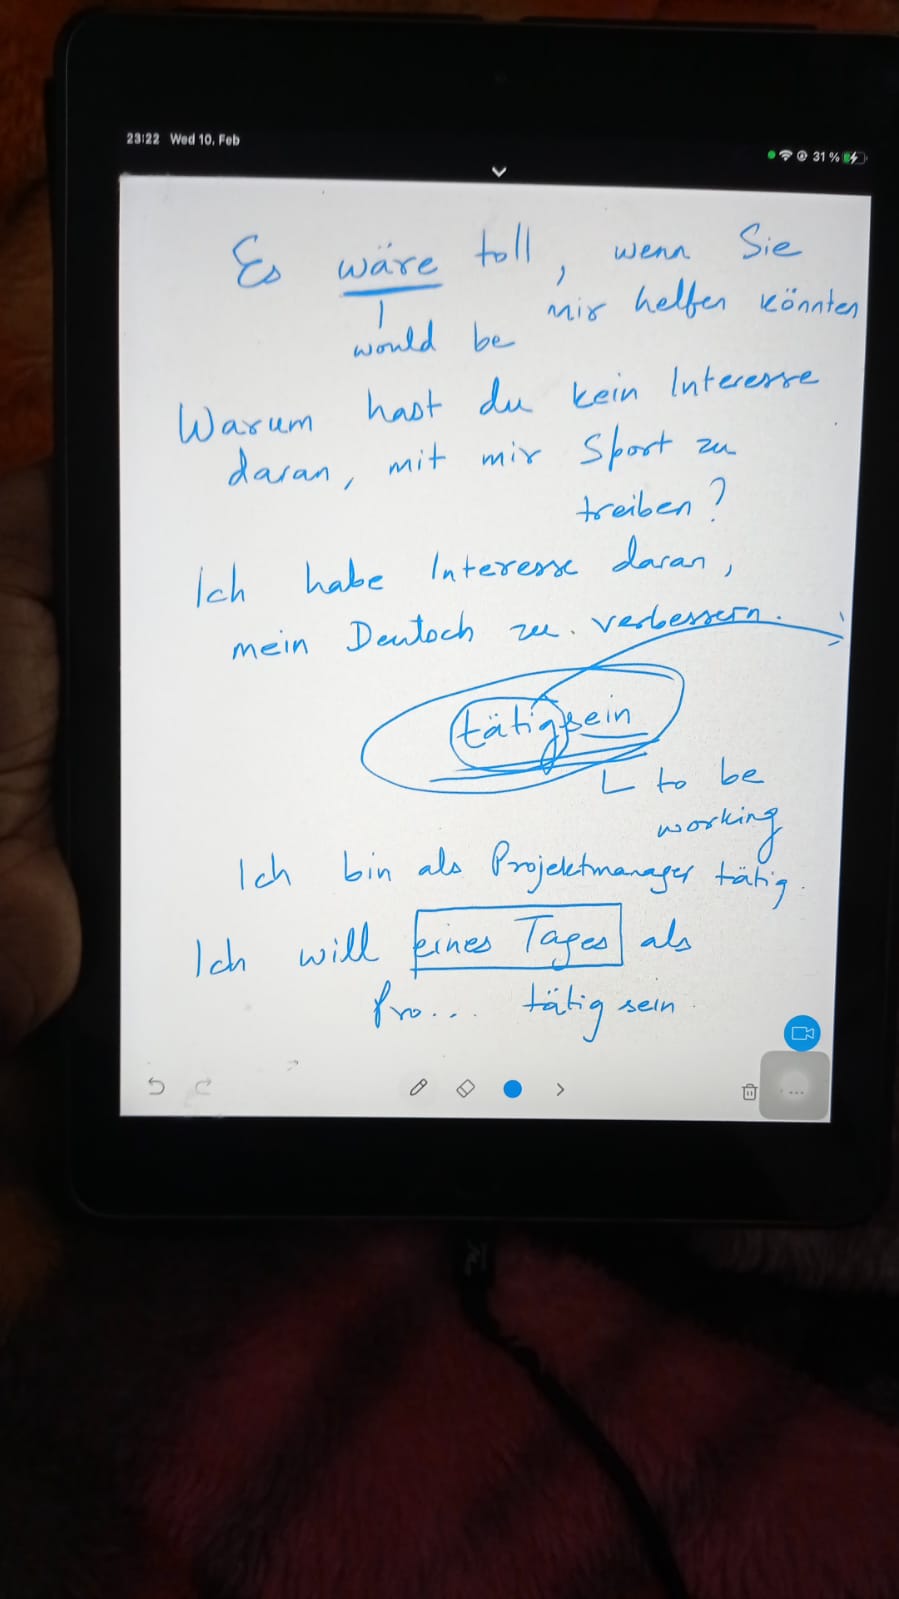 23:22 Wed 10. Feb
31 %
Es wäre toll, wenn Sie
mir helfen könnten
would be
Warum hast du kein Interesse
daran, mit mir Sport zu
treiben?
Ich habe Interesse daran,
mein Deutsch zu verbessern.
tätig sein
to be
working
Ich bin als Projektmanager tätig.
Ich will eines Tages als
Pro... tätig sein